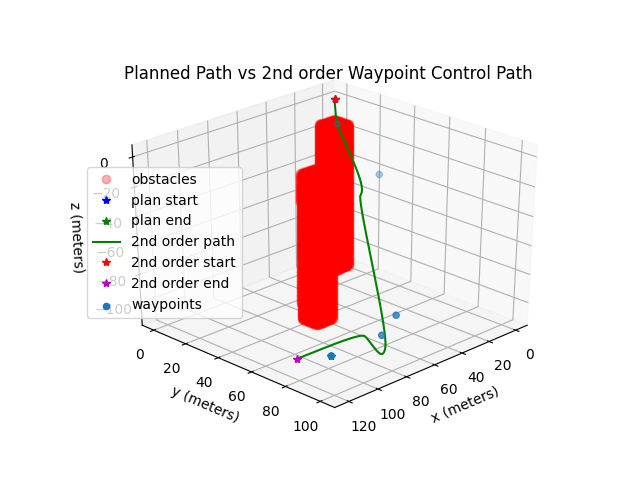 Planned Path vs 2nd order Waypoint Control Path
z (meters)
0
−20
−40
−60
−80
−100
obstacles
plan start
plan end
2nd order path
2nd order start
2nd order end
waypoints
0
20
40
60
80
100
y (meters)
0
20
40
60
80
100
120
x (meters)